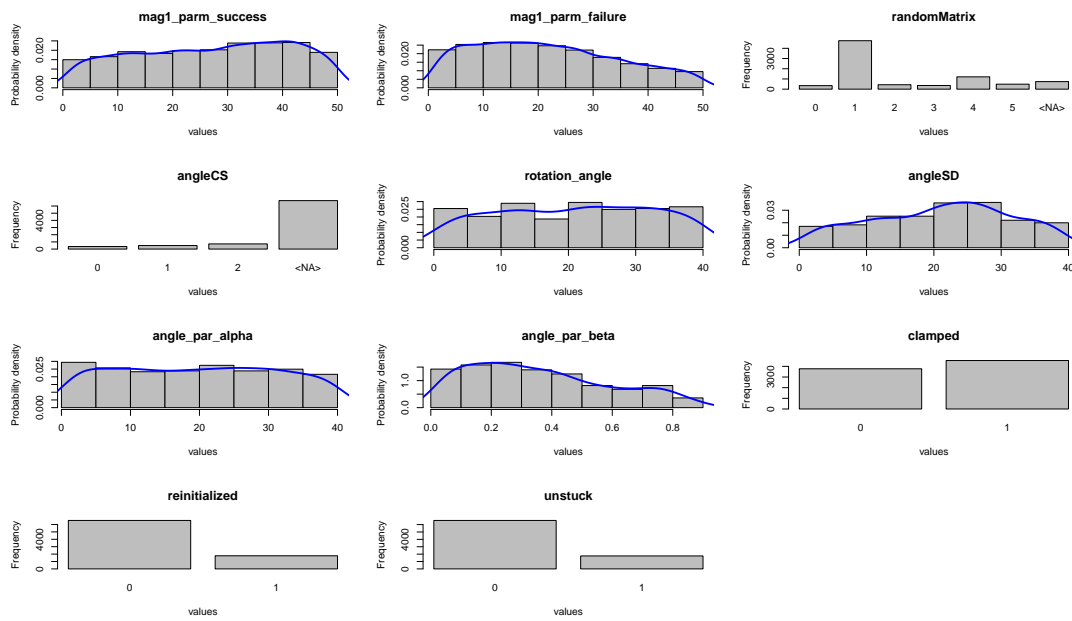 mag1_parm_success
Probability density
0.000 0.020
0 10 20 30 40 50
values
mag1_parm_failure
Probability density
0.000 0.020
0 10 20 30 40 50
values
randomMatrix
Frequency
0 3000
0 1 2 3 4 5 <NA>
values
angleCS
Frequency
0 4000
0 1 2 <NA>
values
rotation_angle
Probability density
0.000 0.025
0 10 20 30 40
values
angleSD
Probability density
0.00 0.03
0 10 20 30 40
values
angle_par_alpha
Probability density
0.000 0.025
0 10 20 30 40
values
angle_par_beta
Probability density
0.0 1.0
0.0 0.2 0.4 0.6 0.8
values
clamped
Frequency
0 3000
0 1
values
reinitialized
Frequency
0 4000
0 1
values
unstuck
Frequency
0 4000
0 1
values